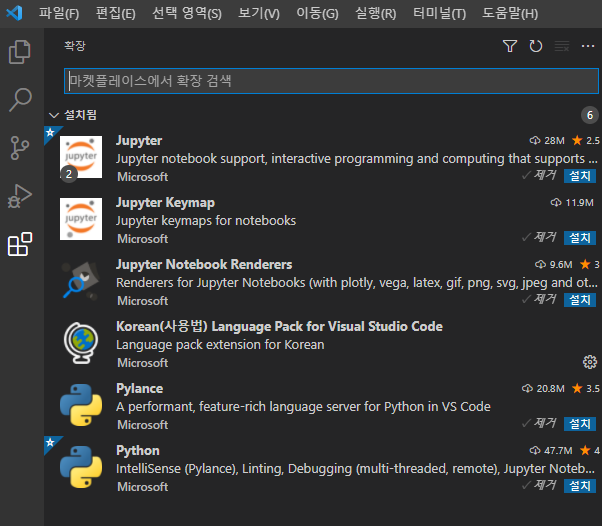 파일(F) 편집(E) 선택 영역(S) 보기(V) 이동(G) 실행(R) 터미널(T) 도움말(H)
확장
마켓플레이스에서 확장 검색
설치됨 6
Jupyter 28M 2.5
Jupyter notebook support, interactive programming and computing that supports ...
Microsoft 제거 설치
jupyter
2
Jupyter Keymap 11.9M
Jupyter keymaps for notebooks
Microsoft 제거 설치
jupyter
Jupyter Notebook Renderers 9.6M 3
Renderers for Jupyter Notebooks (with plotly, vega, latex, gif, png, svg, jpeg and ot...
Microsoft 제거 설치
Korean(사용법) Language Pack for Visual Studio Code
Language pack extension for Korean
Microsoft
Pylance 20.8M 3.5
A performant, feature-rich language server for Python in VS Code
Microsoft 제거 설치
Python 47.7M 4
IntelliSense (Pylance), Linting, Debugging (multi-threaded, remote), Jupyter Noteb...
Microsoft 제거 설치